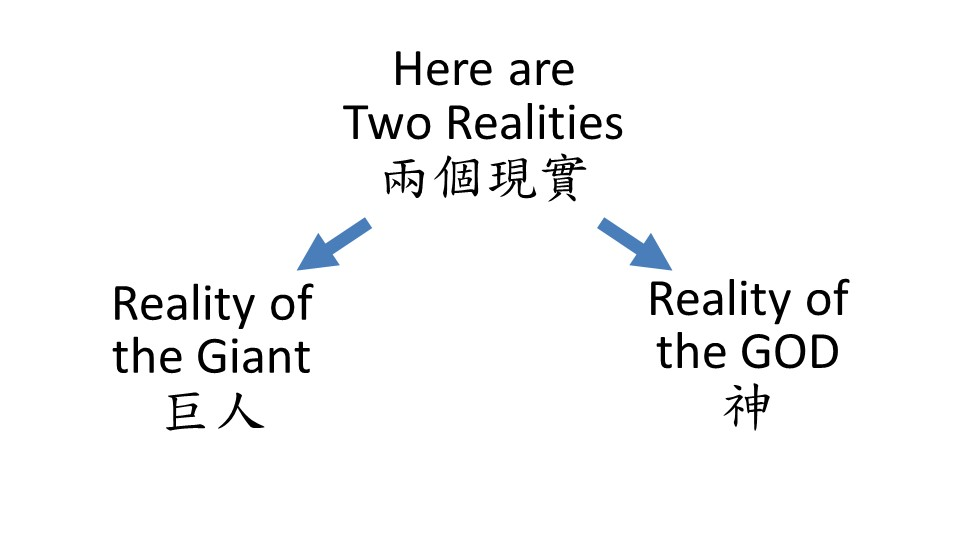 Here are
Two Realities
兩個現實
Reality of
the Giant
巨人
Reality of
the GOD
神